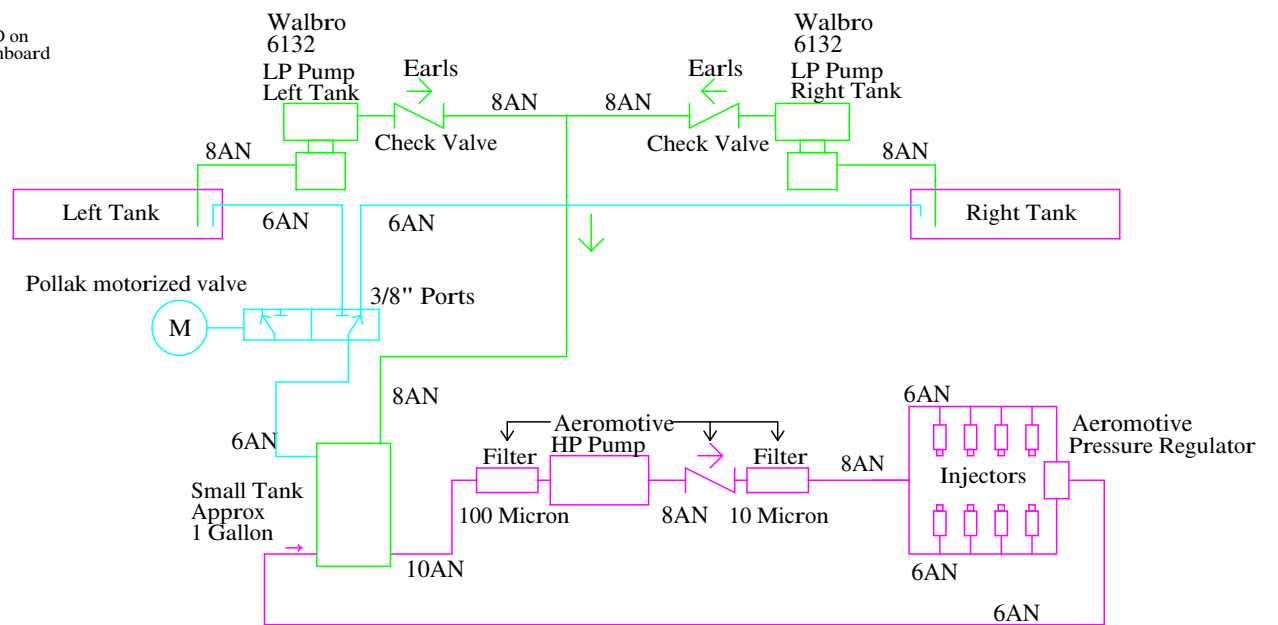 Walbro
6132
LP Pump
Left Tank
Walbro
6132
LP Pump
Right Tank
on
Earls
Earls
8AN
8AN
Check Valve
Check Valve
8AN
8AN
Left Tank
6AN
6AN
Right Tank
Pollak motorized valve
3/8" Ports
M
8AN
6AN
Small Tank
Approx
1 Gallon
10AN
Aeromotive
HP Pump
Filter
Filter
100 Micron
8AN
10 Micron
8AN
6AN
Injectors
Aeromotive
Pressure Regulator
6AN
6AN